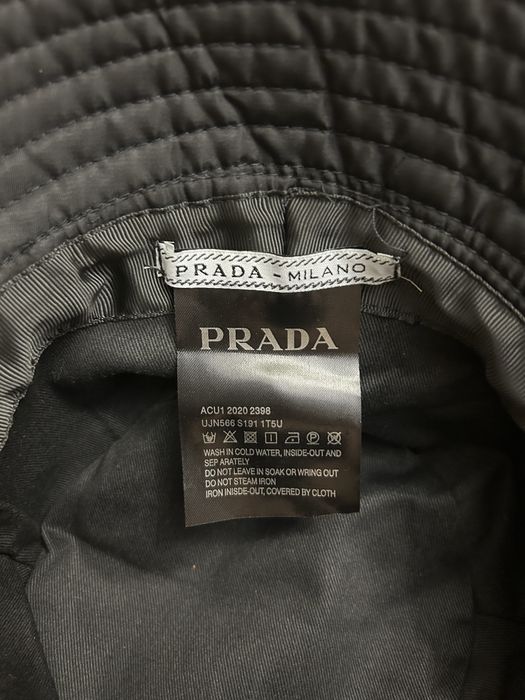 PRADA - MILANO
PRADA
ACU1 2020 2398
UJN566 S191 1T5U
WASH IN COLD WATER, INSIDE-OUT AND
SEP ARATELY
DO NOT LEAVE IN SOAK OR WRING OUT
DO NOT STEAM IRON
IRON INISDE-OUT, COVERED BY CLOTH